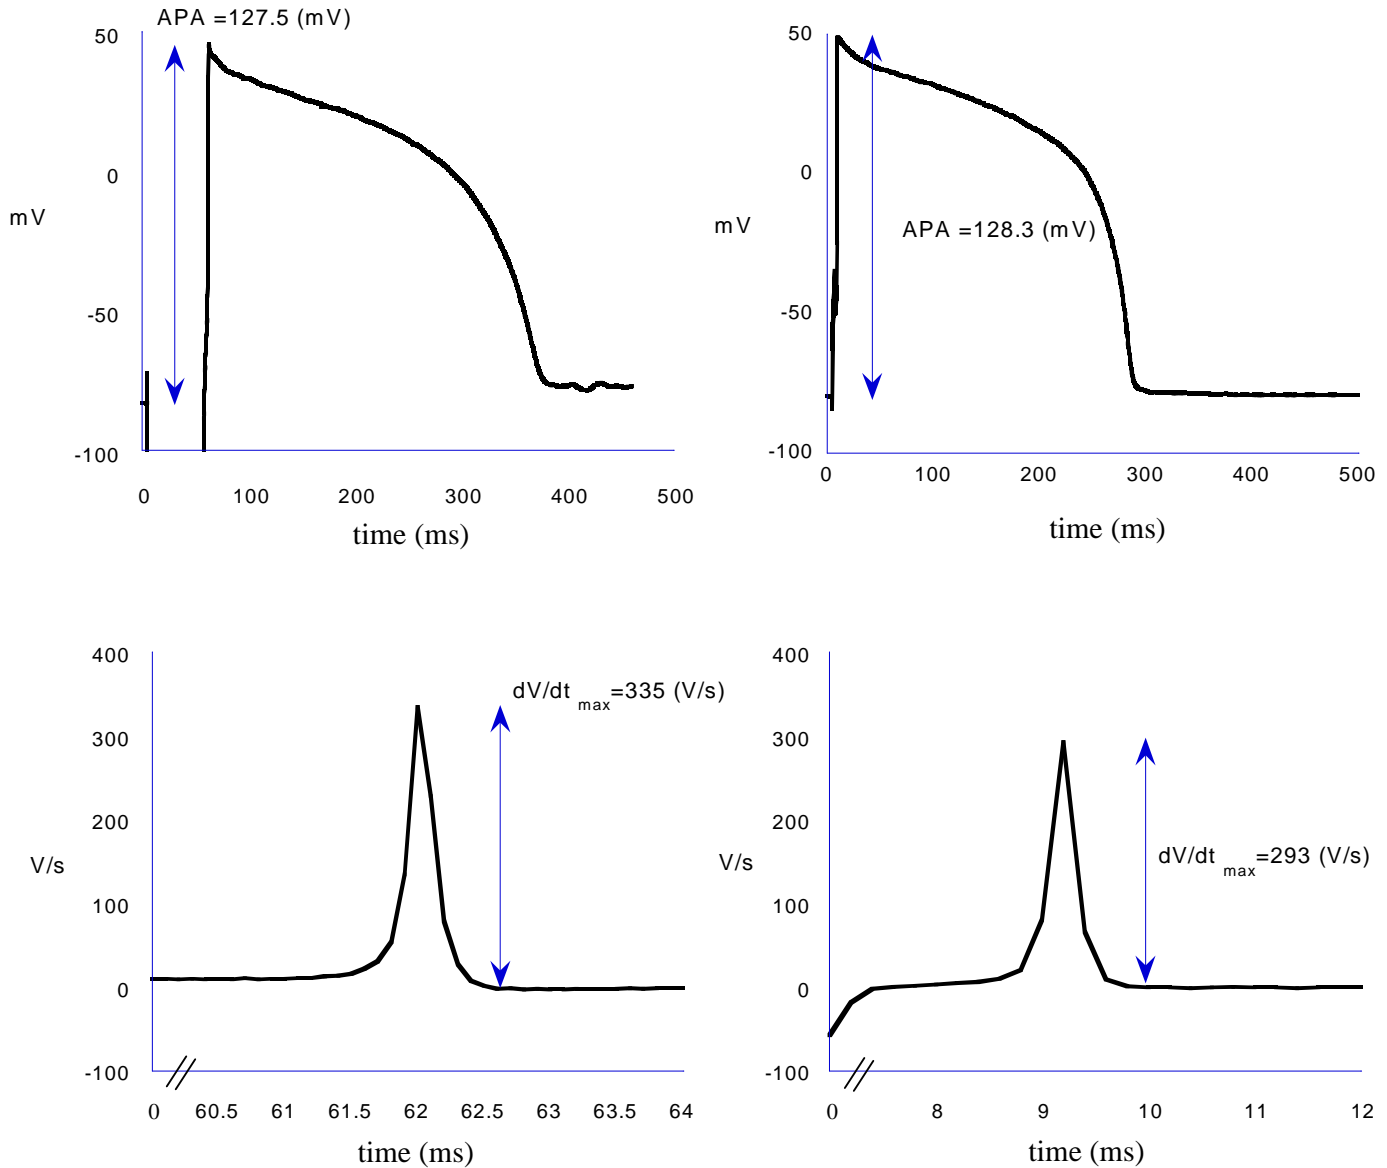 APA =127.5 (mV)
50
0
mV
-50
-100
0 100 200 300 400 500
time (ms)
50
0
mV
APA =128.3 (mV)
-50
-100
0 100 200 300 400 500
time (ms)
400
dV/dt max=335 (V/s)
300
200
V/s
100
0
-100
0 60.5 61 61.5 62 62.5 63 63.5 64
time (ms)
400
300
200
V/s
dV/dt max=293 (V/s)
100
0
-100
0 8 9 10 11 12
time (ms)